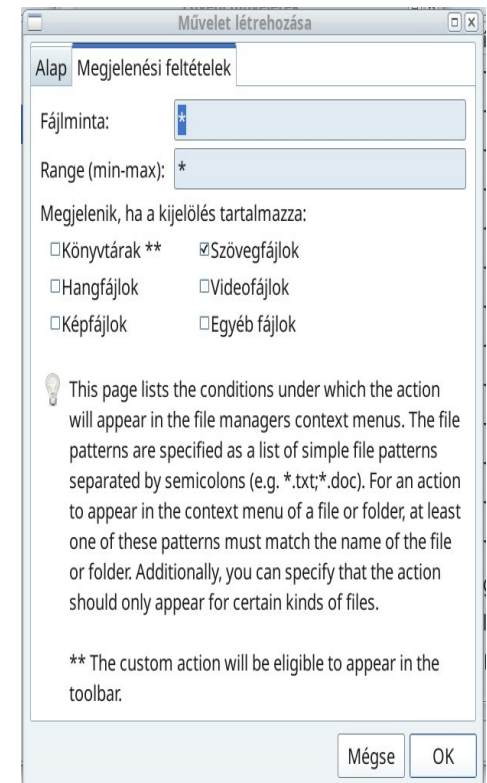 Művelet létrehozása
Alap Megjelenési feltételek
Fájlminta: *
Range (min-max): *
Megjelenik, ha a kijelölés tartalmazza:
Könyvtárak ** Szövegfájlok
Hangfájlok Videofájlok
Képfájlok Egyéb fájlok
This page lists the conditions under which the action
will appear in the file managers context menus. The file
patterns are specified as a list of simple file patterns
separated by semicolons (e.g. *.txt;*.doc). For an action
to appear in the context menu of a file or folder, at least
one of these patterns must match the name of the file
or folder. Additionally, you can specify that the action
should only appear for certain kinds of files.
** The custom action will be eligible to appear in the
toolbar.
Mégse OK